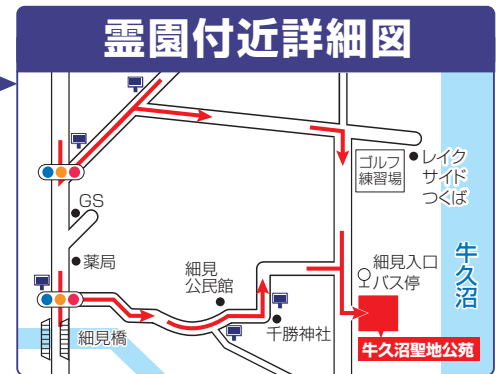 霊園付近詳細図
ゴルフ
練習場
レイク
サイド
つくば
GS
薬局
細見
公民館
細見入口
バス停
牛久沼
千勝神社
細見橋
牛久沼聖地公苑